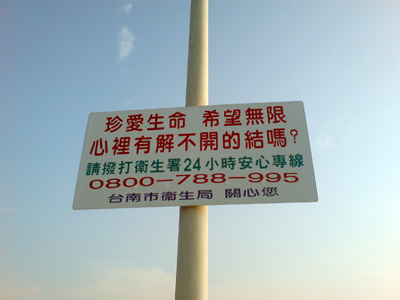 珍愛生命 希望無限
心裡有解不開的結嗎?
請撥打衛生署24小時安心專線
0800-788-995
台南市衛生局 關心您